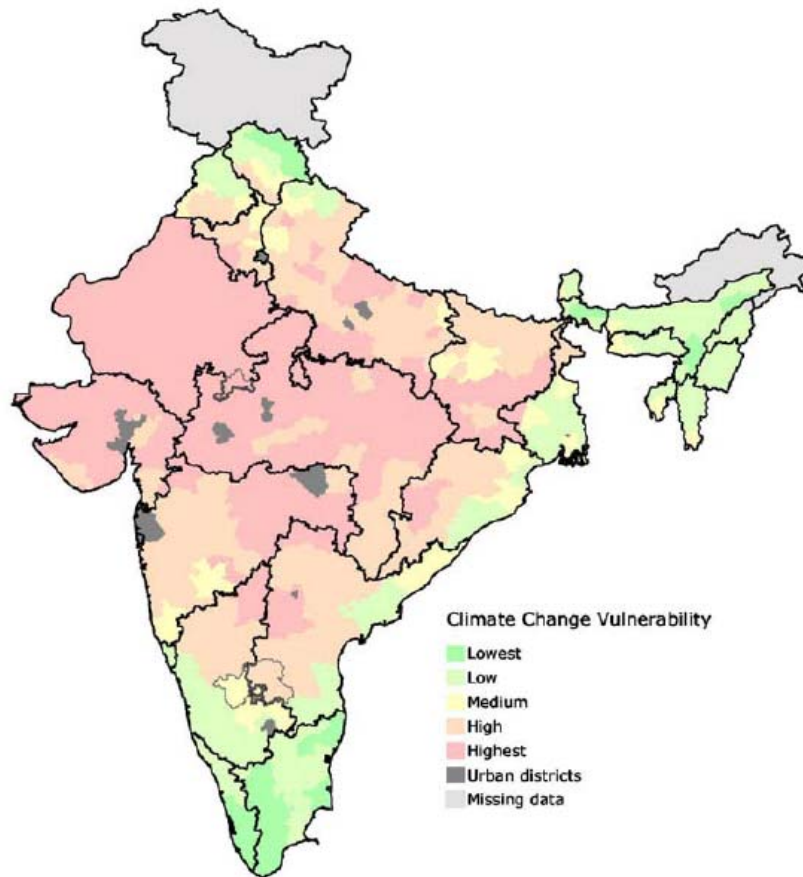 Climate Change Vulnerability
Lowest
Low
Medium
High
Highest
Urban districts
Missing data